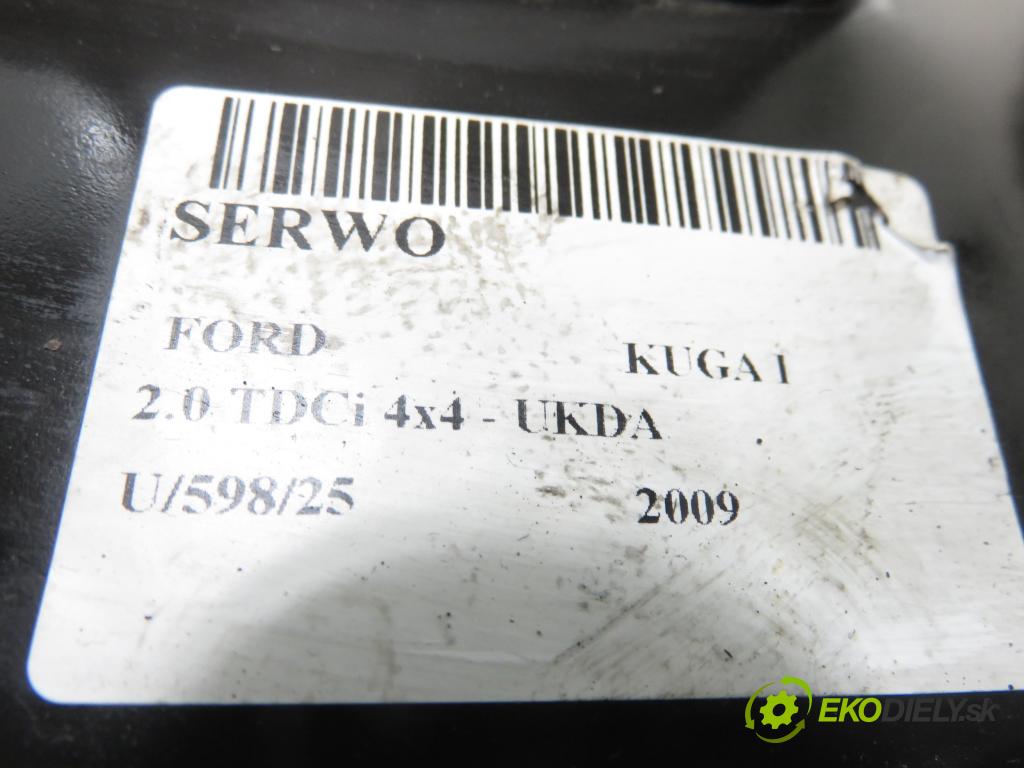 SERWO
FORD KUGA I
2.0 TDCi 4x4 - UKDA
U/598/25 2009
EKODIELY.sk